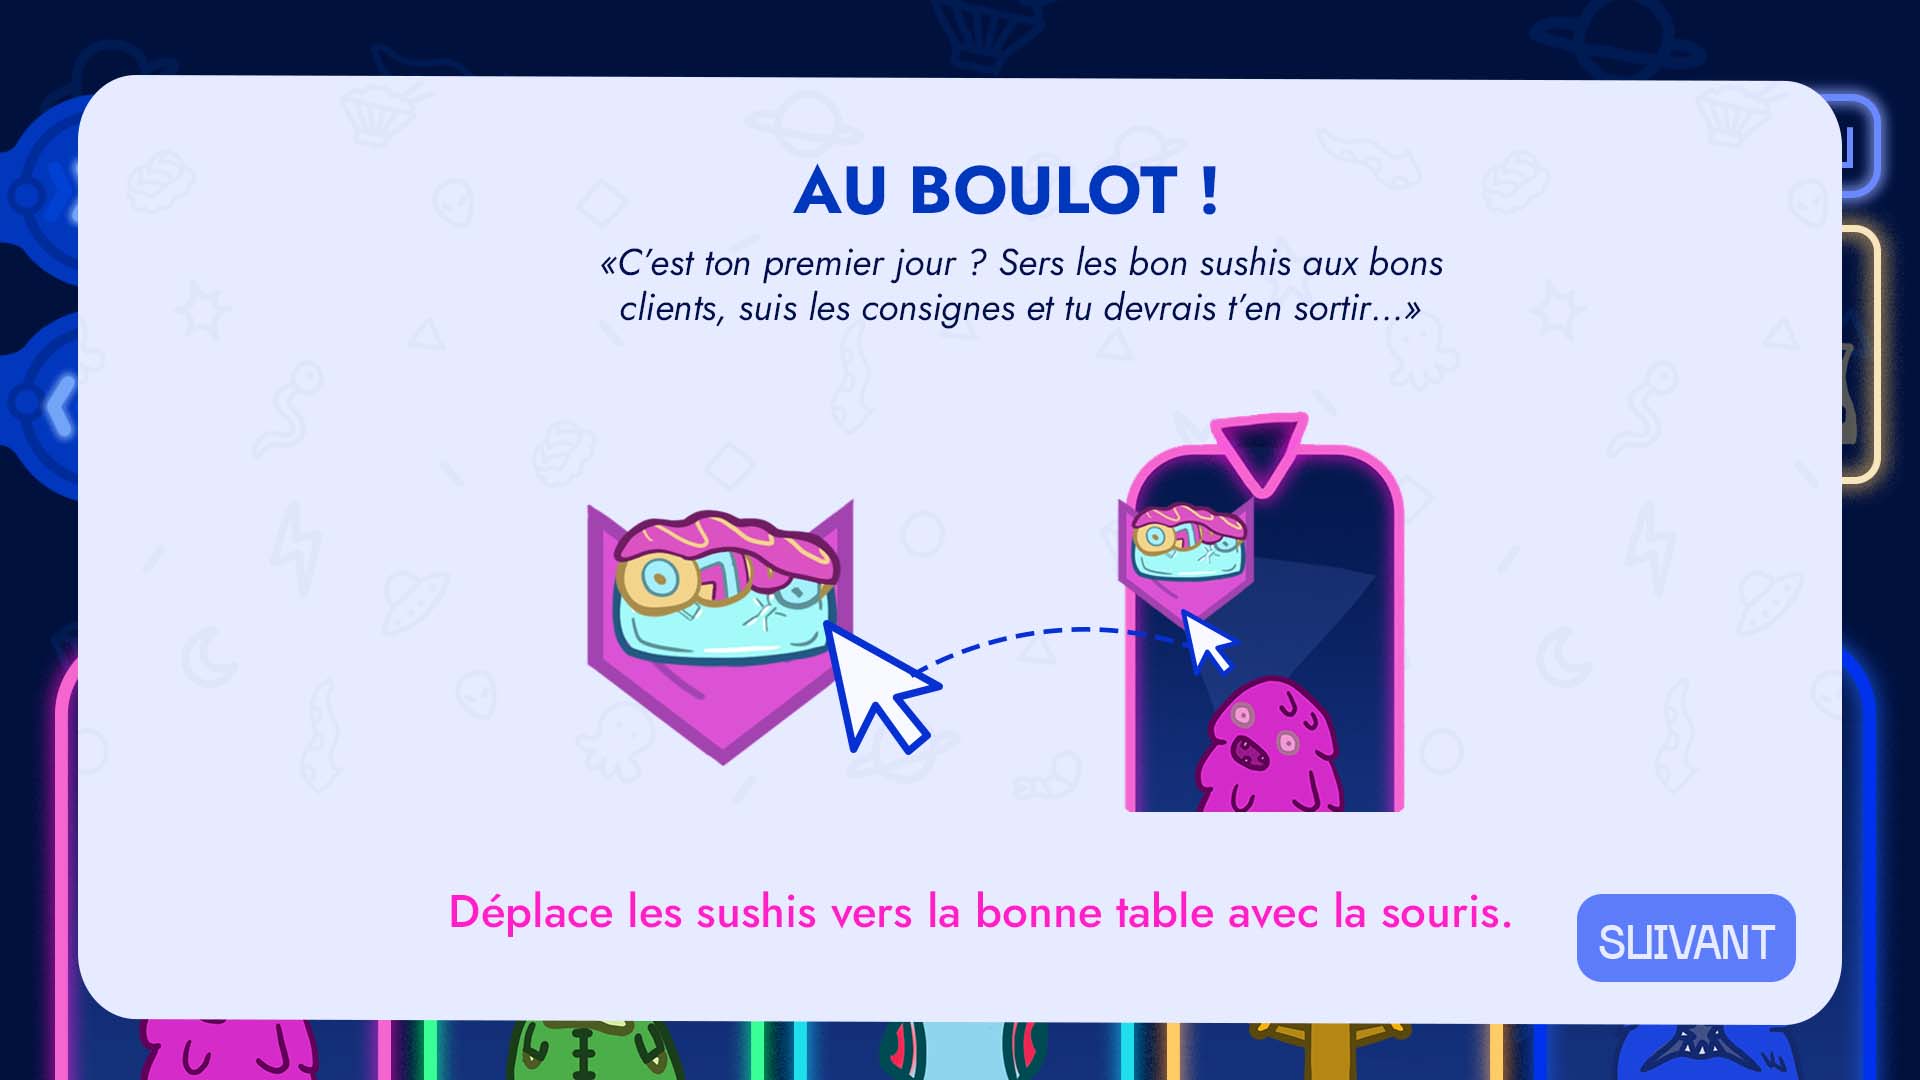 AU BOULOT !
«C’est ton premier jour ? Sers les bon sushis aux bons
clients, suis les consignes et tu devrais t’en sortir...»
Déplace les sushis vers la bonne table avec la souris.
SUIVANT